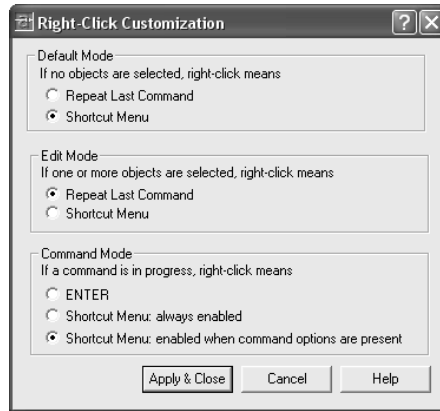 Right-Click Customization
Default Mode
If no objects are selected, right-click means
Repeat Last Command
Shortcut Menu
Edit Mode
If one or more objects are selected, right-click means
Repeat Last Command
Shortcut Menu
Command Mode
If a command is in progress, right-click means
ENTER
Shortcut Menu: always enabled
Shortcut Menu: enabled when command options are present
Apply & Close Cancel Help